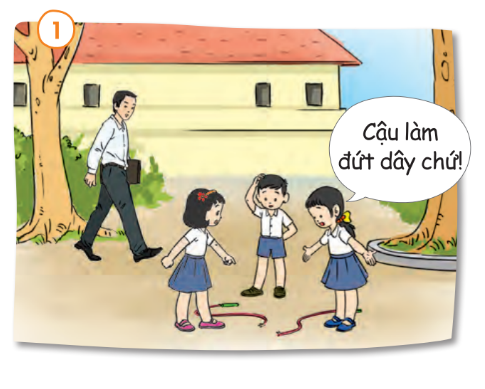 1
Cậu làm
đứt dây chứ!